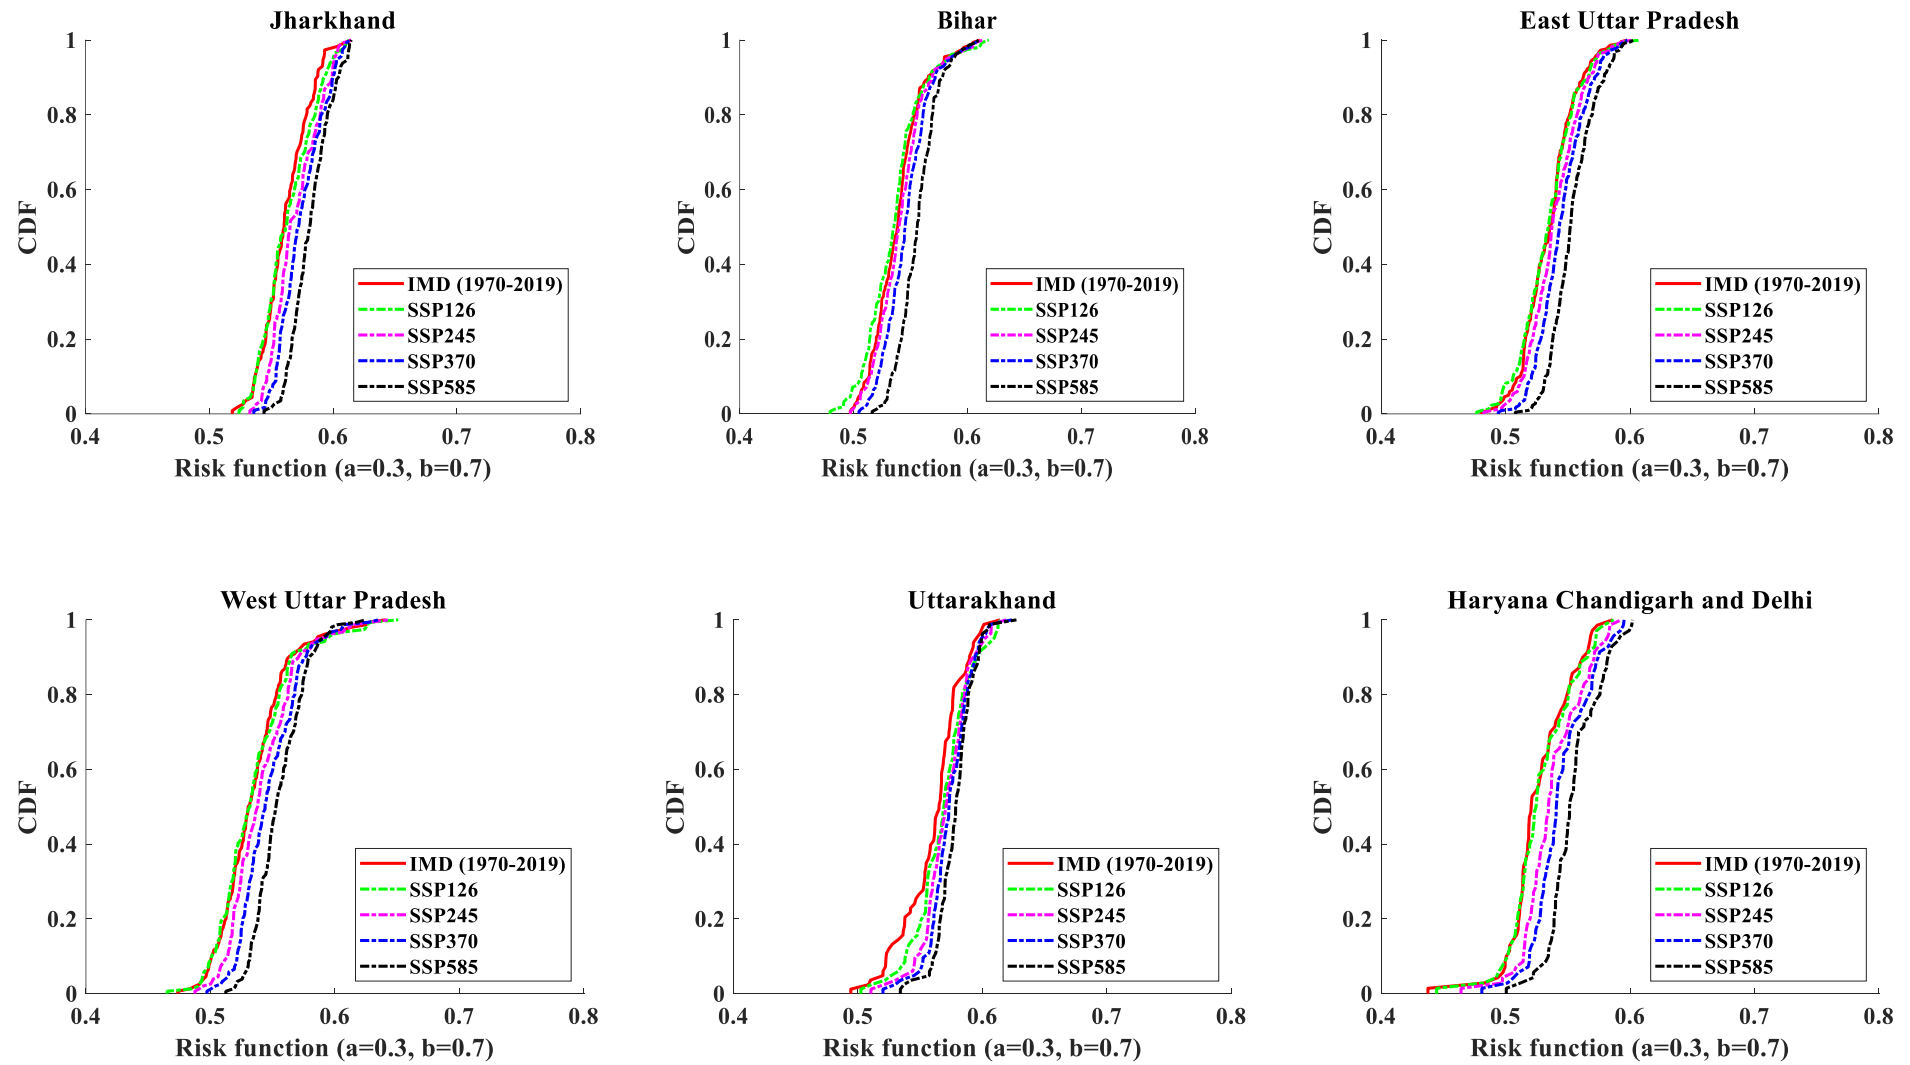 Jharkhand
1
0.8
0.6
0.4
0.2
0
CDF
0.4 0.5 0.6 0.7 0.8
Risk function (a=0.3, b=0.7)
IMD (1970-2019)
SSP126
SSP245
SSP370
SSP585
Bihar
1
0.8
0.6
0.4
0.2
0
CDF
0.4 0.5 0.6 0.7 0.8
Risk function (a=0.3, b=0.7)
IMD (1970-2019)
SSP126
SSP245
SSP370
SSP585
East Uttar Pradesh
1
0.8
0.6
0.4
0.2
0
CDF
0.4 0.5 0.6 0.7 0.8
Risk function (a=0.3, b=0.7)
IMD (1970-2019)
SSP126
SSP245
SSP370
SSP585
West Uttar Pradesh
1
0.8
0.6
0.4
0.2
0
CDF
0.4 0.5 0.6 0.7 0.8
Risk function (a=0.3, b=0.7)
IMD (1970-2019)
SSP126
SSP245
SSP370
SSP585
Uttarakhand
1
0.8
0.6
0.4
0.2
0
CDF
0.4 0.5 0.6 0.7 0.8
Risk function (a=0.3, b=0.7)
IMD (1970-2019)
SSP126
SSP245
SSP370
SSP585
Haryana Chandigarh and Delhi
1
0.8
0.6
0.4
0.2
0
CDF
0.4 0.5 0.6 0.7 0.8
Risk function (a=0.3, b=0.7)
IMD (1970-2019)
SSP126
SSP245
SSP370
SSP585